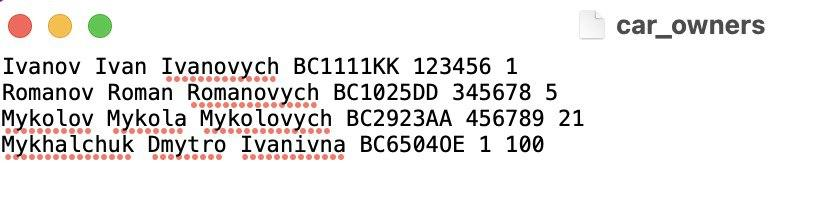 car_owners
Ivanov Ivan Ivanovych BC1111KK 123456 1
Romanov Roman Romanovych BC1025DD 345678 5
Mykolov Mykola Mykolovych BC2923AA 456789 21
Mykhalchuk Dmytro Ivanivna BC6504OE 1 100